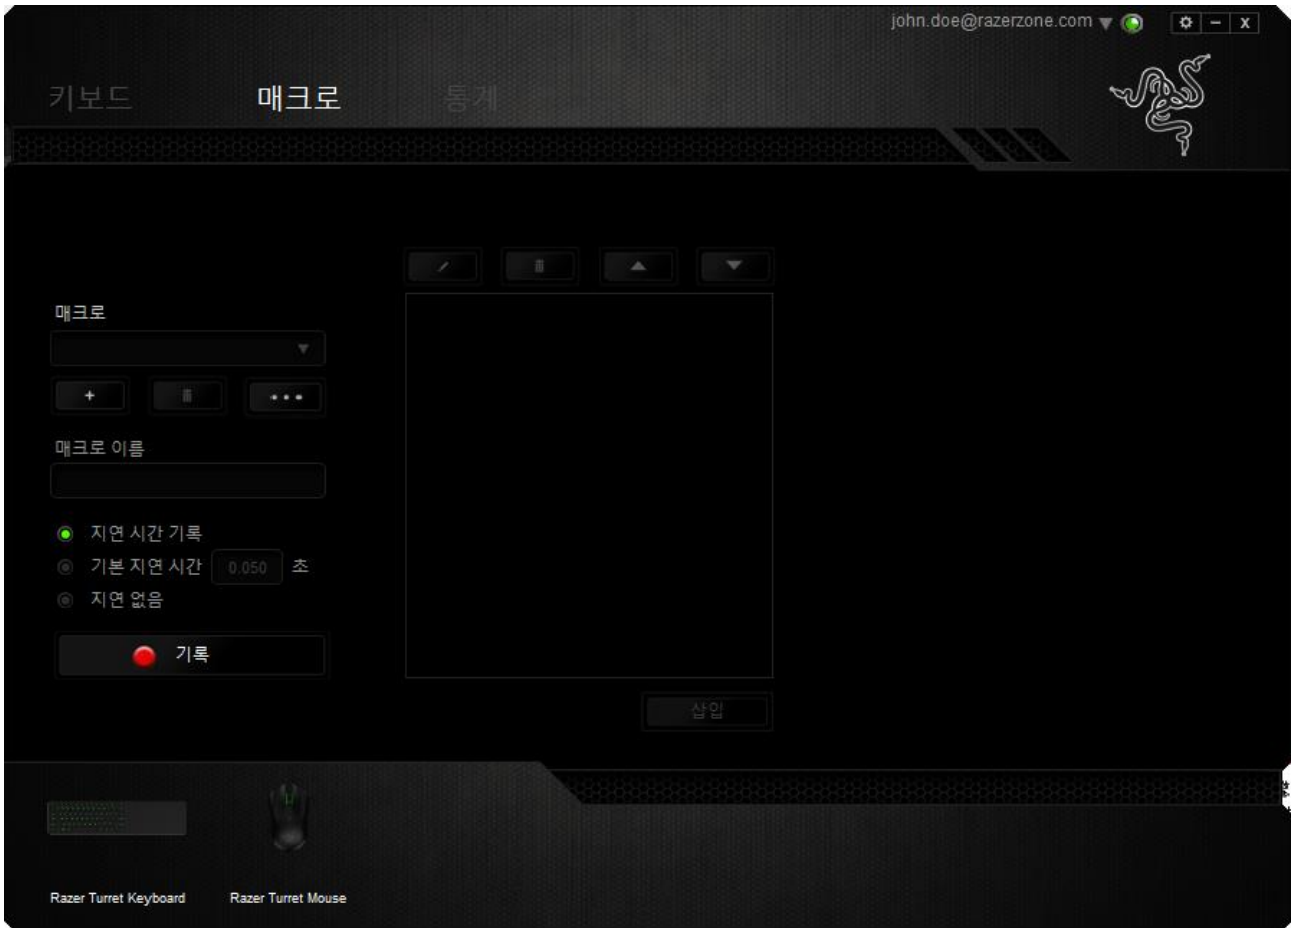 john.doe@razerzone.com
키보드 매크로 통계
매크로
매크로 이름
지연 시간 기록
기본 지연 시간 0.050 초
지연 없음
기록
삽입
Razer Turret Keyboard Razer Turret Mouse